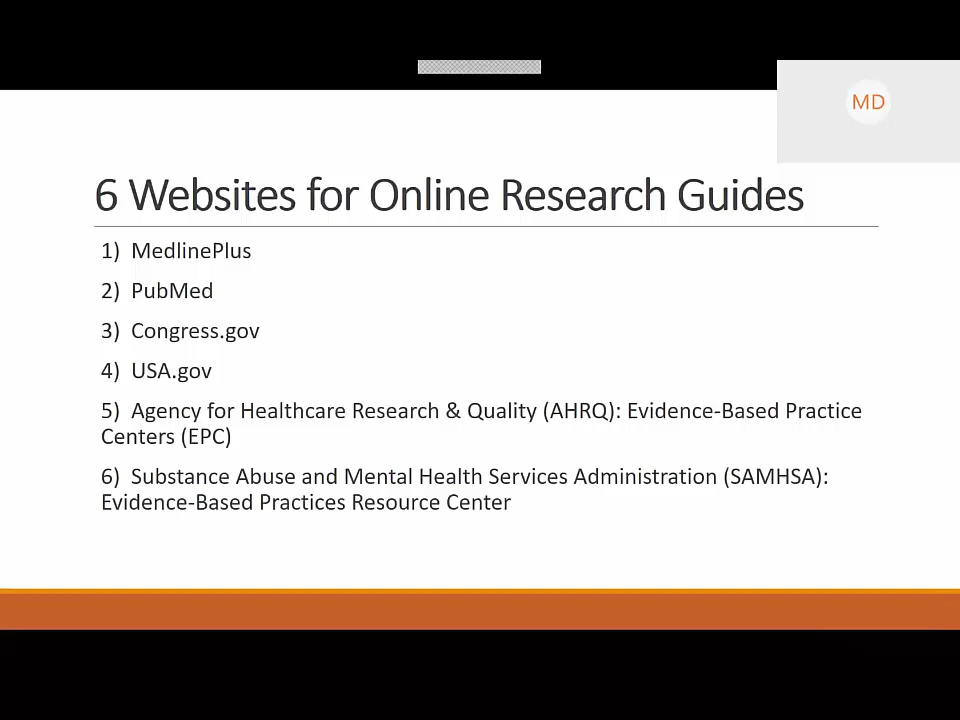 MD
6 Websites for Online Research Guides
1) MedlinePlus
2) PubMed
3) Congress.gov
4) USA.gov
5) Agency for Healthcare Research & Quality (AHRQ): Evidence-Based Practice
Centers (EPC)
6) Substance Abuse and Mental Health Services Administration (SAMHSA):
Evidence-Based Practices Resource Center